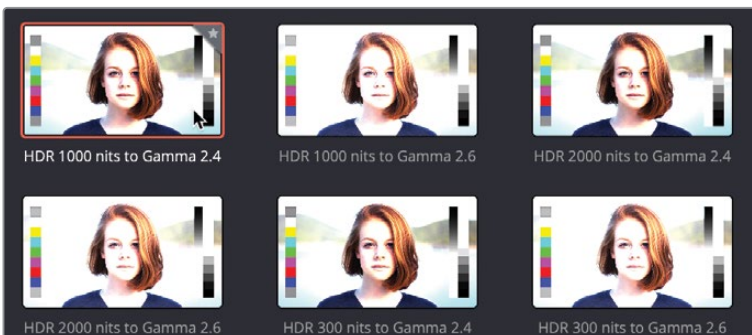 HDR 1000 nits to Gamma 2.4
HDR 1000 nits to Gamma 2.6
HDR 2000 nits to Gamma 2.4
HDR 2000 nits to Gamma 2.6
HDR 300 nits to Gamma 2.4
HDR 300 nits to Gamma 2.6